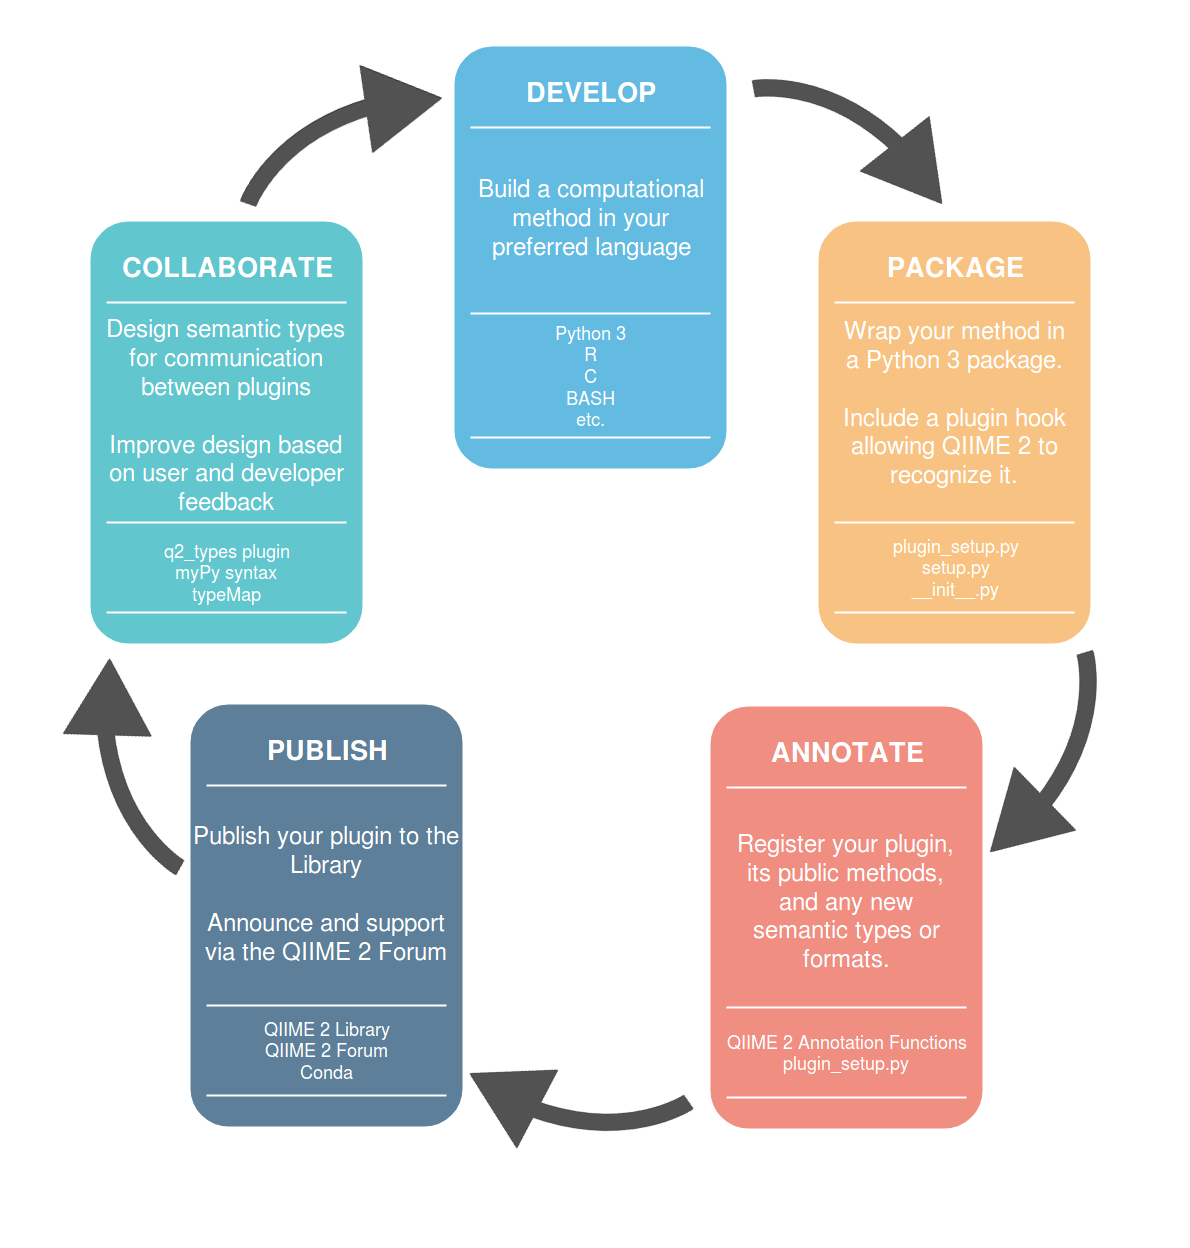 DEVELOP
Build a computational
method in your
preferred language
Python 3
R
C
BASH
etc.
PACKAGE
Wrap your method in
a Python 3 package.
Include a plugin hook
allowing QIIME 2 to
recognize it.
plugin_setup.py
setup.py
__init__.py
ANNOTATE
Register your plugin,
its public methods,
and any new
semantic types or
formats.
QIIME 2 Annotation Functions
plugin_setup.py
PUBLISH
Publish your plugin to the
Library
Announce and support
via the QIIME 2 Forum
QIIME 2 Library
QIIME 2 Forum
Conda
COLLABORATE
Design semantic types
for communication
between plugins
Improve design based
on user and developer
feedback
q2_types plugin
myPy syntax
typeMap